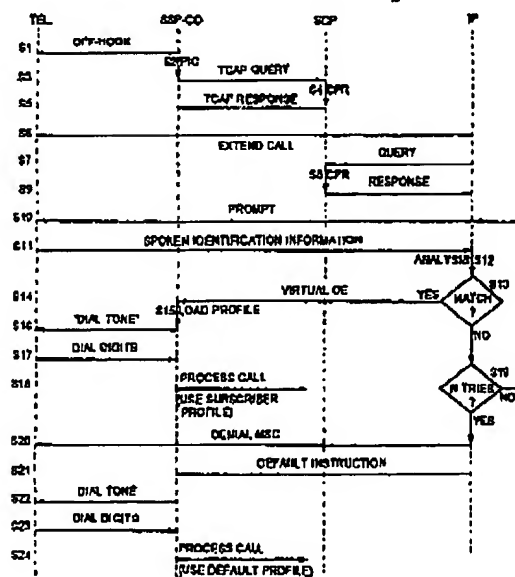 TEL. SSP-CO SCP IP
S1 OFF-HOOK
S2 PIC
S3 TCAP QUERY
S4 CPR
S5 TCAP RESPONSE
S6 EXTEND CALL
S7 QUERY
S8 CPR
S9 RESPONSE
S10 PROMPT
S11 SPOKEN IDENTIFICATION INFORMATION
ANALYSIS S12
S13
S14 VIRTUAL OE YES MATCH
?
S15 LOAD PROFILE
S16 "DIAL TONE"
NO
S17 DIAL DIGITS
S19
S18 PROCESS CALL
N TRIES NO
?
(USE SUBSCRIBER
PROFILE)
YES
S20 DENIAL MSG
S21 DEFAULT INSTRUCTION
S22 DIAL TONE
S23 DIAL DIGITS
S24 PROCESS CALL
(USE DEFAULT PROFILE)